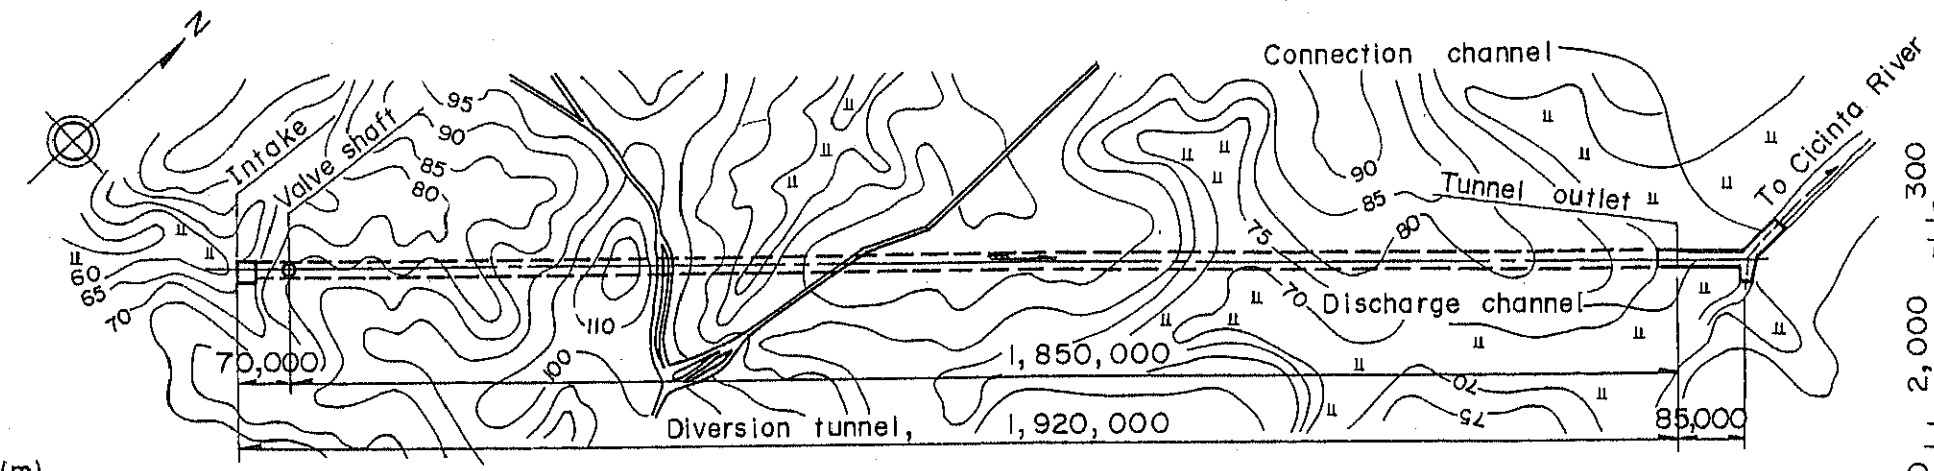 N
Connection channel
To Cicinta River
95
90
85
80
Intake
Valve shaft
90
85
80
75
70
Tunnel outlet
60
65
70
110
100
Discharge channel
300
2,000
70,000
1,850,000
70
75
Diversion tunnel, 1,920,000
85,000
(m)